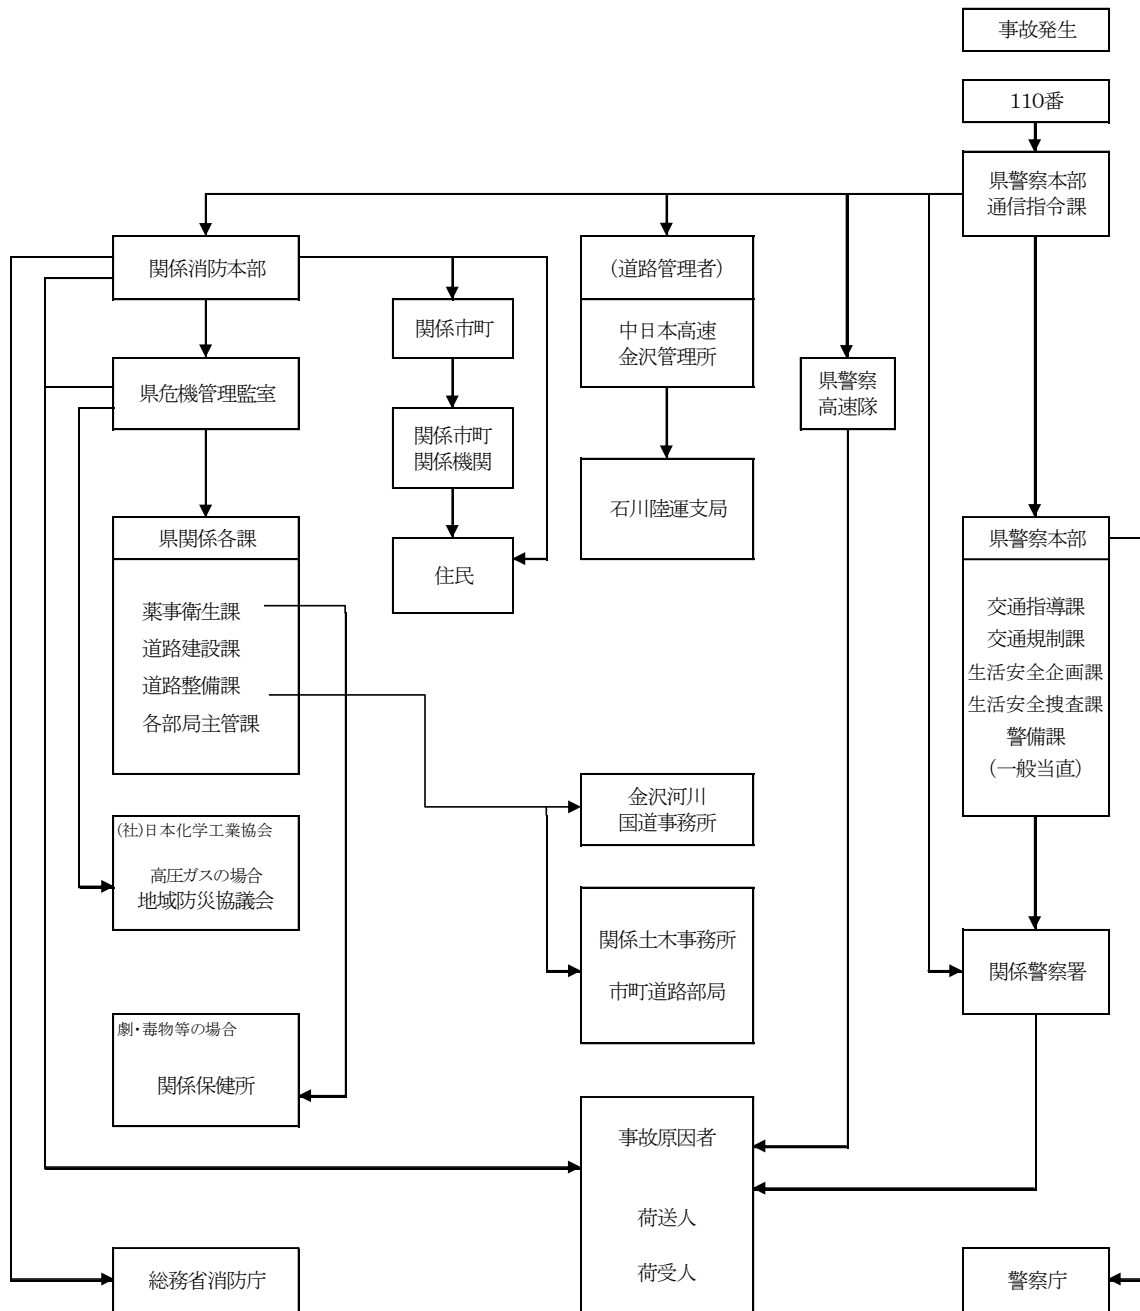 事故発生
110番
県警察本部
通信指令課
関係消防本部
(道路管理者)
中日本高速
金沢管理所
関係市町
県危機管理監室
県警察
高速隊
関係市町
関係機関
石川陸運支局
県関係各課
薬事衛生課
道路建設課
道路整備課
各部局主管課
住民
県警察本部
交通指導課
交通規制課
生活安全企画課
生活安全捜査課
警備課
(一般当直)
金沢河川
国道事務所
(社)日本化学工業協会
高圧ガスの場合
地域防災協議会
関係土木事務所
市町道路部局
関係警察署
劇・毒物等の場合
関係保健所
事故原因者
荷送人
荷受人
総務省消防庁
警察庁